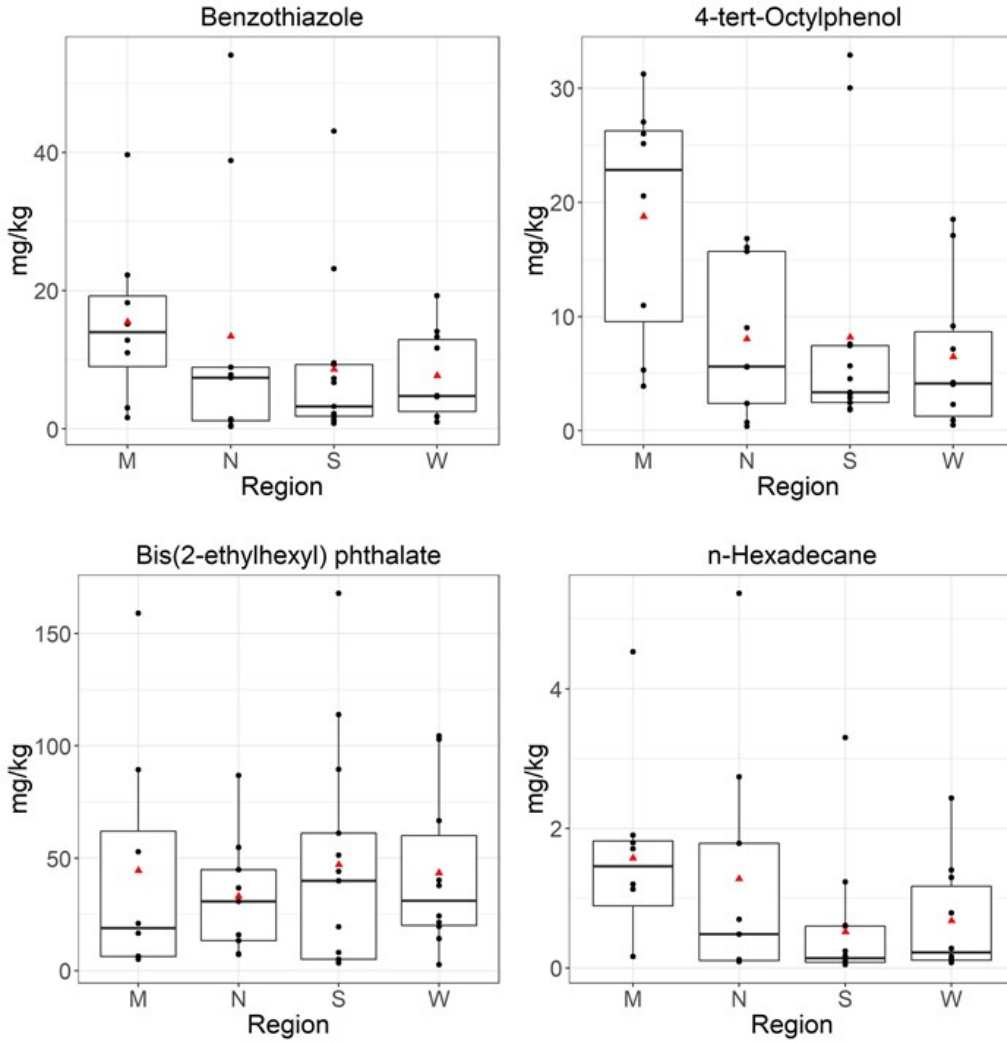 Benzothiazole
mg/kg
40
20
0
M N S W
Region
4-tert-Octylphenol
mg/kg
30
20
10
0
M N S W
Region
Bis(2-ethylhexyl) phthalate
mg/kg
150
100
50
0
M N S W
Region
n-Hexadecane
mg/kg
4
2
0
M N S W
Region